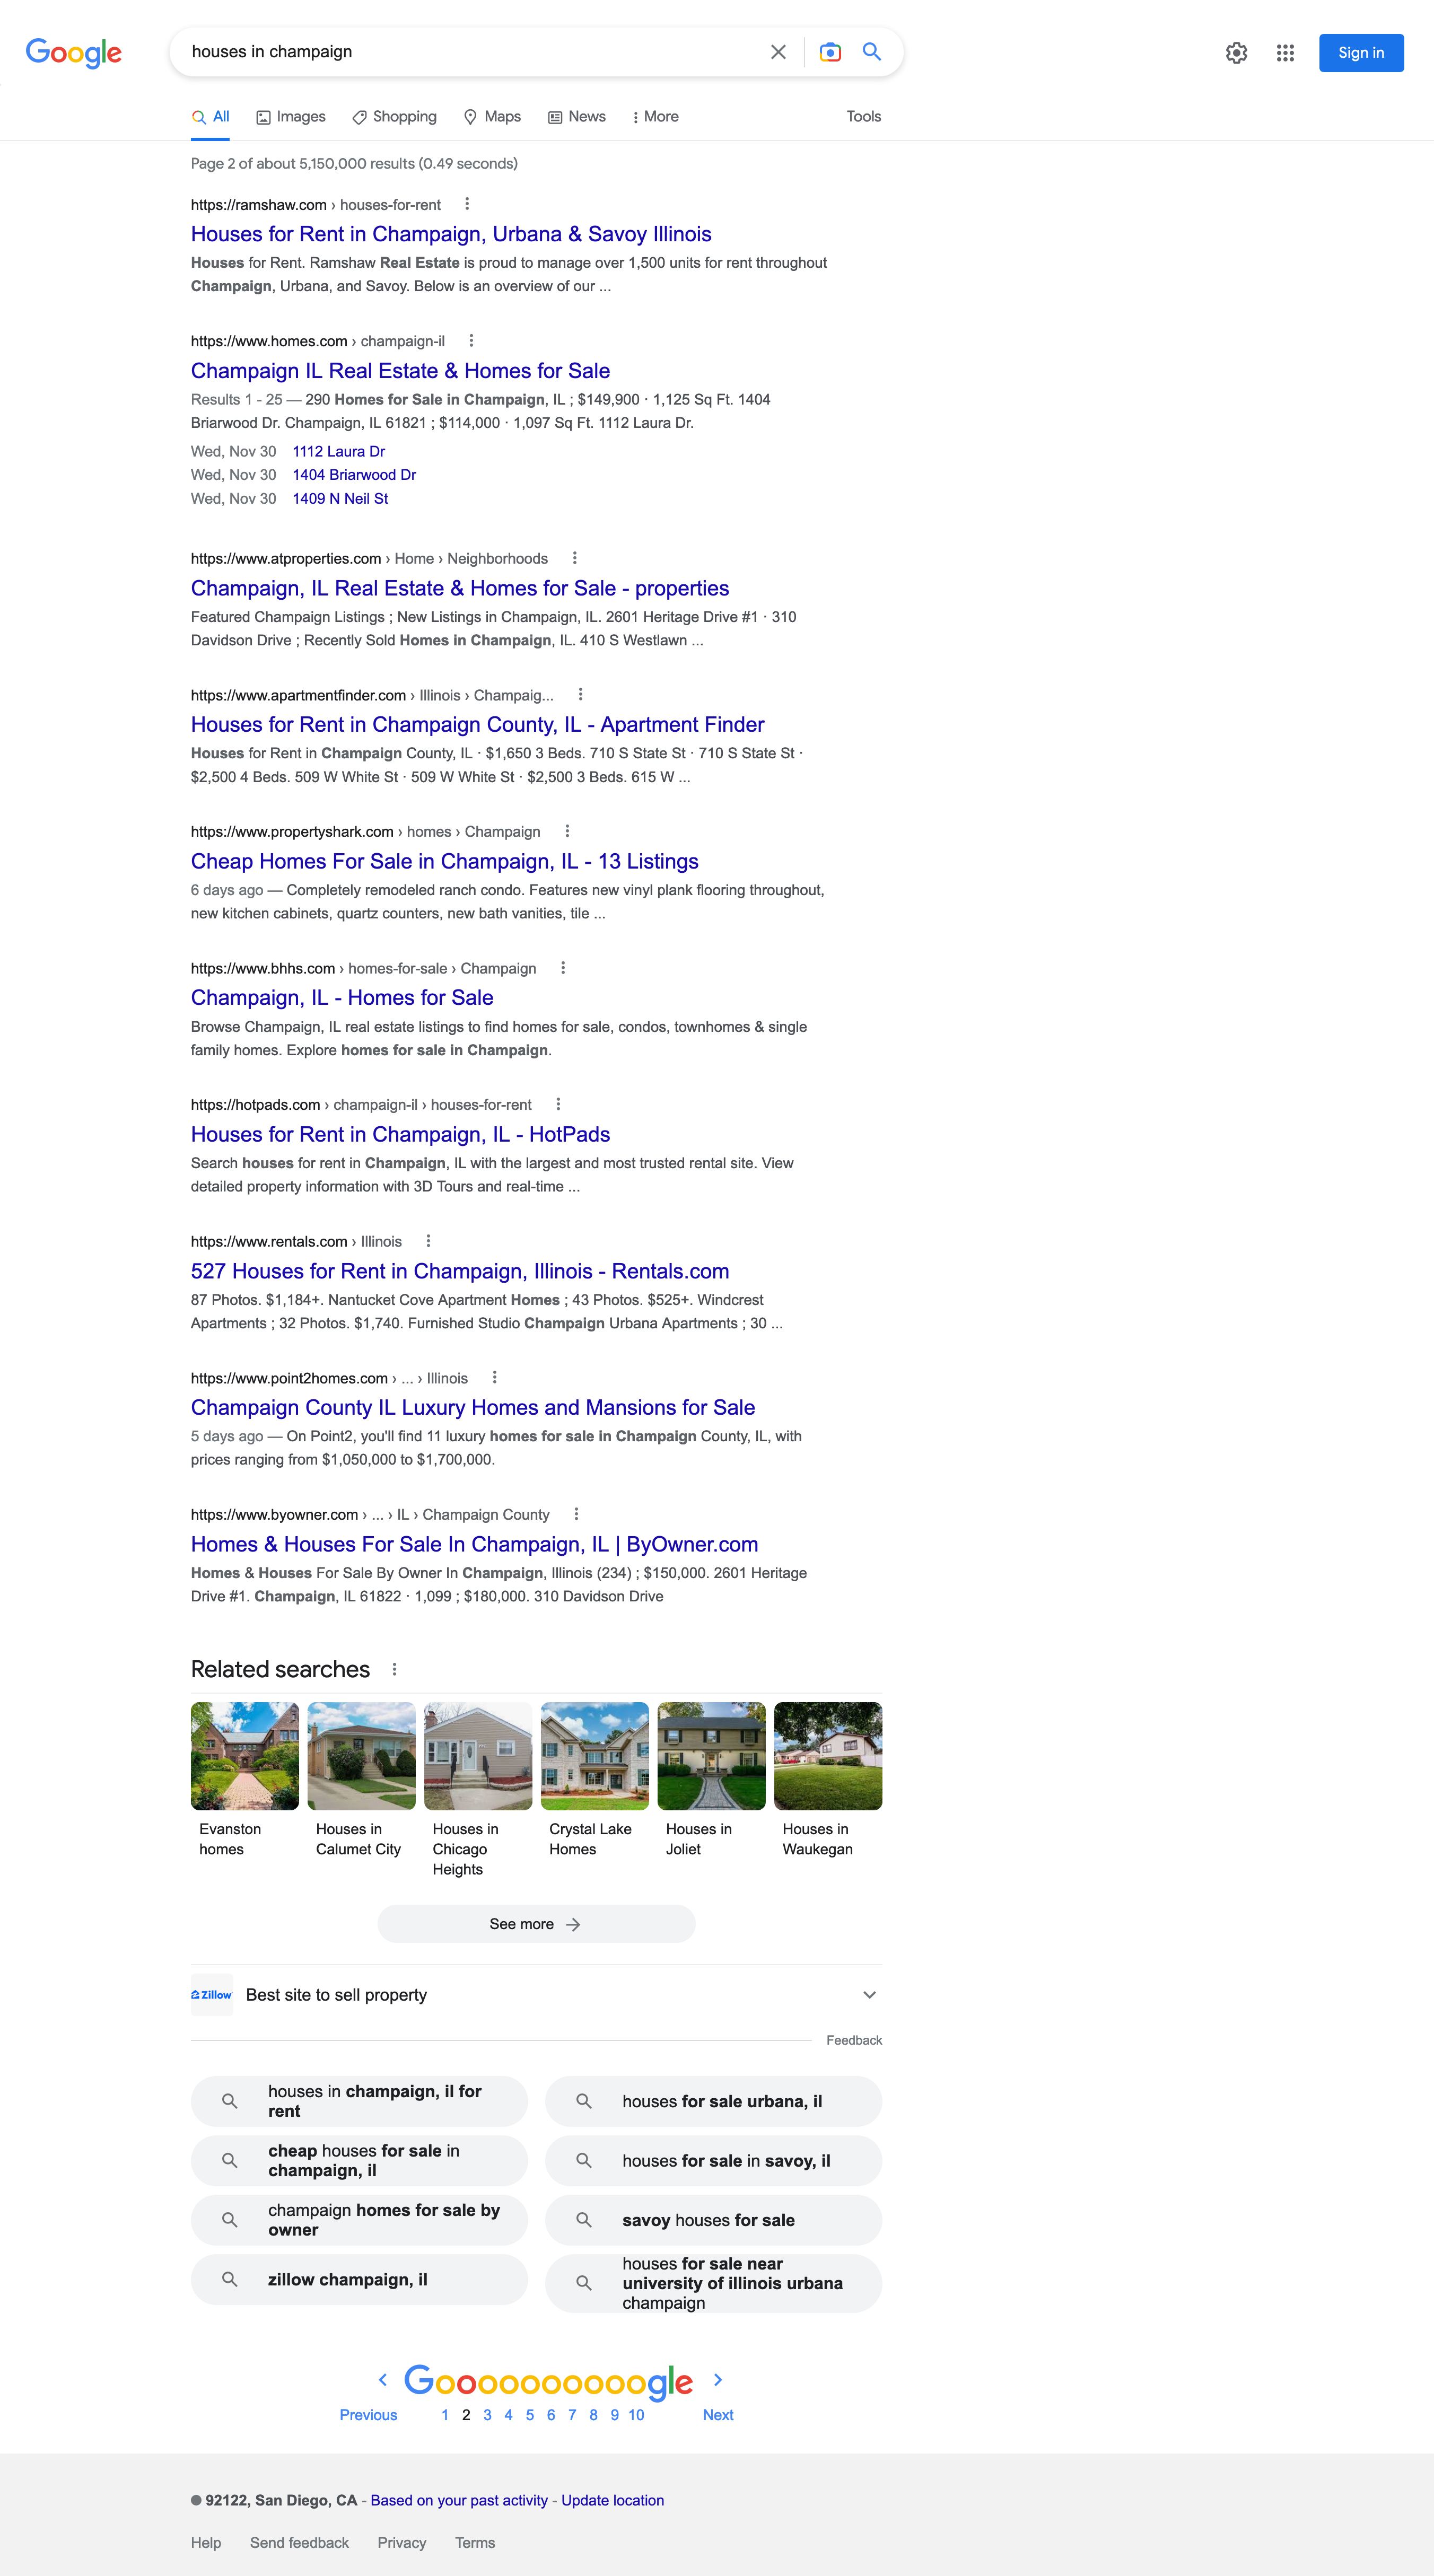 Google
houses in champaign
Sign in
All
Images
Shopping
Maps
News
More
Tools
Page 2 of about 5,150,000 results (0.49 seconds)
https://ramshaw.com › houses-for-rent
Houses for Rent in Champaign, Urbana & Savoy Illinois
Houses for Rent. Ramshaw Real Estate is proud to manage over 1,500 units for rent throughout
Champaign, Urbana, and Savoy. Below is an overview of our ...
https://www.homes.com › champaign-il
Champaign IL Real Estate & Homes for Sale
Results 1 - 25 — 290 Homes for Sale in Champaign, IL ; $149,900 · 1,125 Sq Ft. 1404
Briarwood Dr. Champaign, IL 61821 ; $114,000 · 1,097 Sq Ft. 1112 Laura Dr.
Wed, Nov 30 1112 Laura Dr
Wed, Nov 30 1404 Briarwood Dr
Wed, Nov 30 1409 N Neil St
https://www.atproperties.com › Home › Neighborhoods
Champaign, IL Real Estate & Homes for Sale - properties
Featured Champaign Listings ; New Listings in Champaign, IL. 2601 Heritage Drive #1 · 310
Davidson Drive ; Recently Sold Homes in Champaign, IL. 410 S Westlawn ...
https://www.apartmentfinder.com › Illinois › Champaig...
Houses for Rent in Champaign County, IL - Apartment Finder
Houses for Rent in Champaign County, IL · $1,650 3 Beds. 710 S State St · 710 S State St ·
$2,500 4 Beds. 509 W White St · 509 W White St · $2,500 3 Beds. 615 W ...
https://www.propertyshark.com › homes › Champaign
Cheap Homes For Sale in Champaign, IL - 13 Listings
6 days ago — Completely remodeled ranch condo. Features new vinyl plank flooring throughout,
new kitchen cabinets, quartz counters, new bath vanities, tile ...
https://www.bhhs.com › homes-for-sale › Champaign
Champaign, IL - Homes for Sale
Browse Champaign, IL real estate listings to find homes for sale, condos, townhomes & single
family homes. Explore homes for sale in Champaign.
https://hotpads.com › champaign-il › houses-for-rent
Houses for Rent in Champaign, IL - HotPads
Search houses for rent in Champaign, IL with the largest and most trusted rental site. View
detailed property information with 3D Tours and real-time ...
https://www.rentals.com › Illinois
527 Houses for Rent in Champaign, Illinois - Rentals.com
87 Photos. $1,184+. Nantucket Cove Apartment Homes ; 43 Photos. $525+. Windcrest
Apartments ; 32 Photos. $1,740. Furnished Studio Champaign Urbana Apartments ; 30 ...
https://www.point2homes.com › ... › Illinois
Champaign County IL Luxury Homes and Mansions for Sale
5 days ago — On Point2, you'll find 11 luxury homes for sale in Champaign County, IL, with
prices ranging from $1,050,000 to $1,700,000.
https://www.byowner.com › ... › IL › Champaign County
Homes & Houses For Sale In Champaign, IL | ByOwner.com
Homes & Houses For Sale By Owner In Champaign, Illinois (234) ; $150,000. 2601 Heritage
Drive #1. Champaign, IL 61822 · 1,099 ; $180,000. 310 Davidson Drive
Related searches
Evanston
homes
Houses in
Calumet City
Houses in
Chicago
Heights
Crystal Lake
Homes
Houses in
Joliet
Houses in
Waukegan
See more
Zillow
Best site to sell property
Feedback
houses in champaign, il for
rent
houses for sale urbana, il
cheap houses for sale in
champaign, il
houses for sale in savoy, il
champaign homes for sale by
owner
savoy houses for sale
zillow champaign, il
houses for sale near
university of illinois urbana
champaign
Goooooooooogle
Previous 1 2 3 4 5 6 7 8 9 10 Next
92122, San Diego, CA - Based on your past activity - Update location
Help
Send feedback
Privacy
Terms